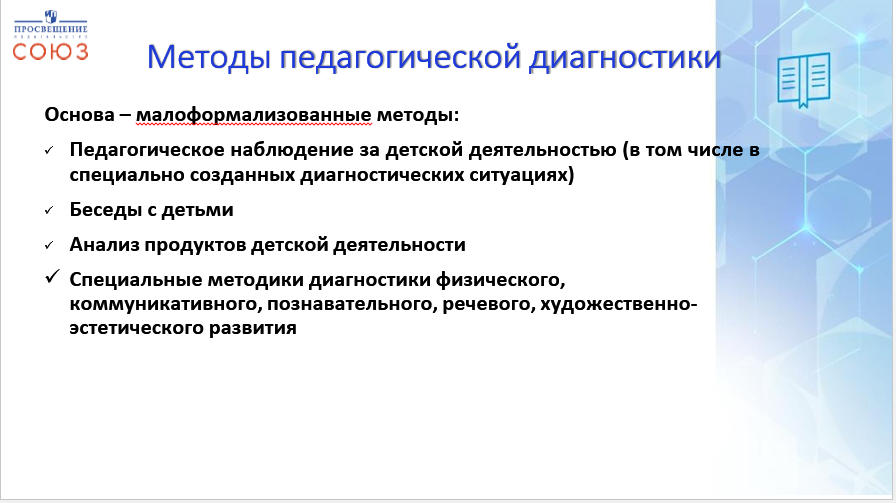 ПРОСВЕЩЕНИЕ
ИЗДАТЕЛЬСТВО
СОЮЗ
Методы педагогической диагностики
Основа – малоформализованные методы:
✓ Педагогическое наблюдение за детской деятельностью (в том числе в
специально созданных диагностических ситуациях)
✓ Беседы с детьми
✓ Анализ продуктов детской деятельности
✓ Специальные методики диагностики физического,
коммуникативного, познавательного, речевого, художественно-
эстетического развития